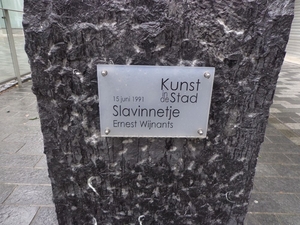 Kunst
in de Stad
15 juni 1991
Slavinnetje
Ernest Wijnants